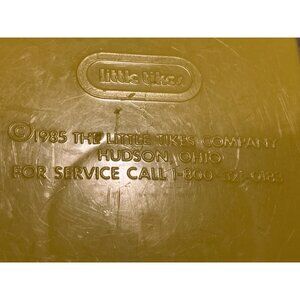 little tikes
©1985 THE LITTLE TIKES COMPANY
HUDSON, OHIO
FOR SERVICE CALL 1-800-